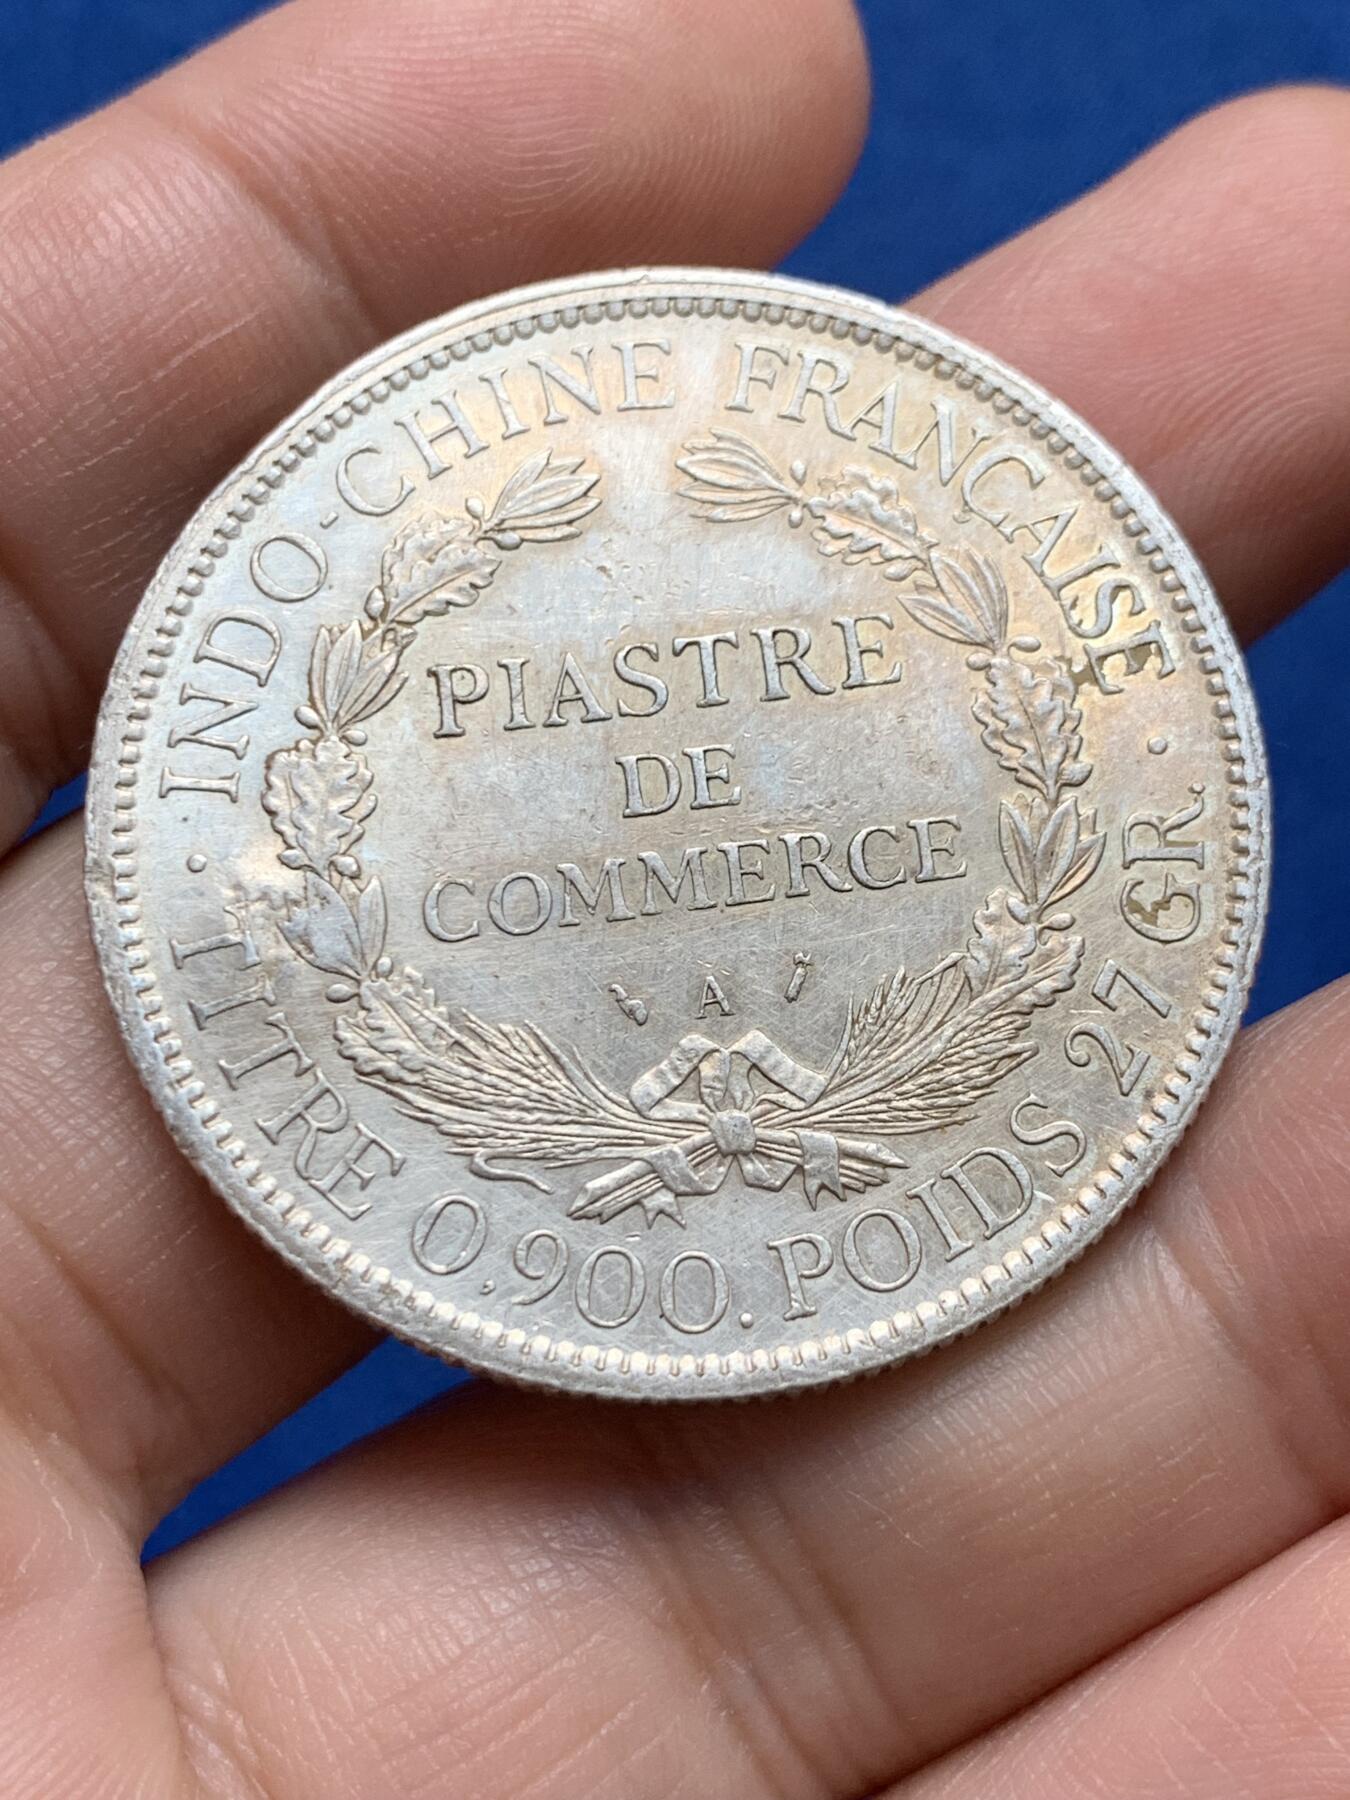 · INDO-CHINE FRANÇAISE ·
PIASTRE
DE
COMMERCE
A
TITRE 0,900. POIDS 27 GR.